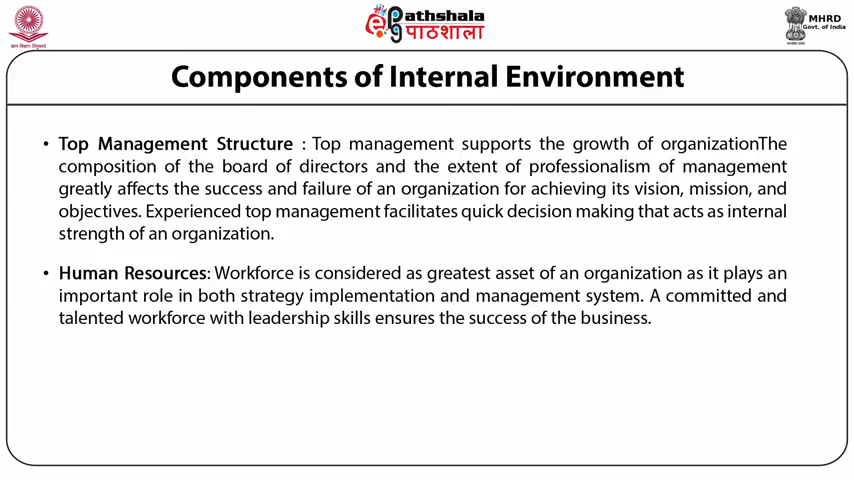 ePathshala
पाठशाला
MHRD
Govt. of India
Components of Internal Environment
• Top Management Structure : Top management supports the growth of organizationThe
composition of the board of directors and the extent of professionalism of management
greatly affects the success and failure of an organization for achieving its vision, mission, and
objectives. Experienced top management facilitates quick decision making that acts as internal
strength of an organization.
• Human Resources: Workforce is considered as greatest asset of an organization as it plays an
important role in both strategy implementation and management system. A committed and
talented workforce with leadership skills ensures the success of the business.